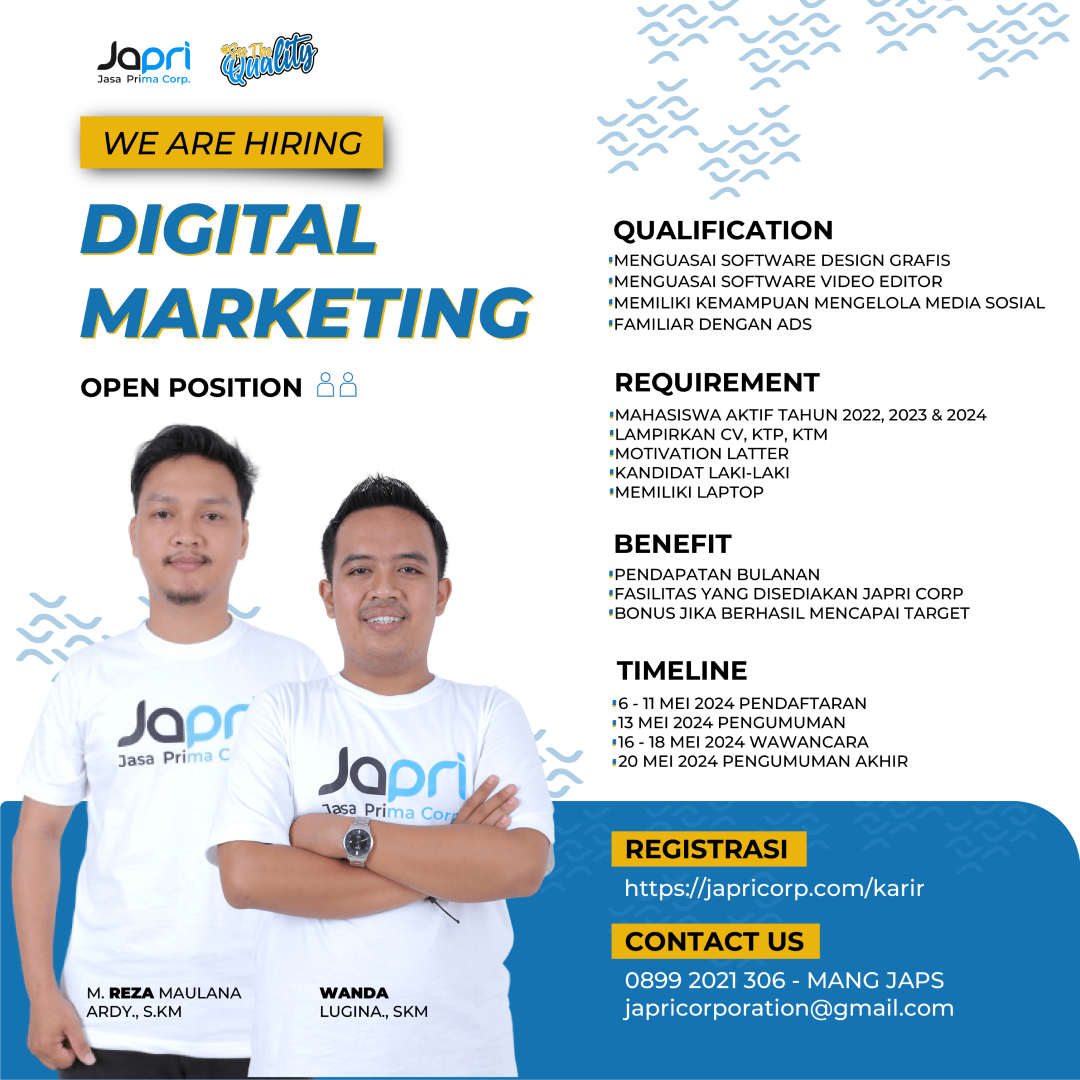 Japri
Jasa Prima Corp.
Quality
WE ARE HIRING
DIGITAL
MARKETING
OPEN POSITION
QUALIFICATION
MENGUASAI SOFTWARE DESIGN GRAFIS
MENGUASAI SOFTWARE VIDEO EDITOR
MEMILIKI KEMAMPUAN MENGELOLA MEDIA SOSIAL
FAMILIAR DENGAN ADS
REQUIREMENT
MAHASISWA AKTIF TAHUN 2022, 2023 & 2024
LAMPIRKAN CV, KTP, KTM
MOTIVATION LATTER
KANDIDAT LAKI-LAKI
MEMILIKI LAPTOP
BENEFIT
PENDAPATAN BULANAN
FASILITAS YANG DISEDIAKAN JAPRI CORP
BONUS JIKA BERHASIL MENCAPAI TARGET
TIMELINE
6 - 11 MEI 2024 PENDAFTARAN
13 MEI 2024 PENGUMUMAN
16 - 18 MEI 2024 WAWANCARA
20 MEI 2024 PENGUMUMAN AKHIR
Japr
Jasa Prima C
Japri
Jasa Prima Corp
M. REZA MAULANA
ARDY., S.KM
WANDA
LUGINA., SKM
REGISTRASI
https://japricorp.com/karir
CONTACT US
0899 2021 306 - MANG JAPS
japricorporation@gmail.com